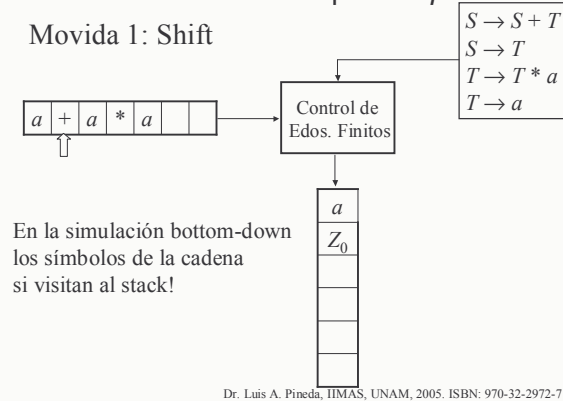 Movida 1: Shift
S → S + T
S → T
T → T * a
T → a
a + a * a
Control de
Edos. Finitos
a
Z₀
En la simulación bottom-down
los símbolos de la cadena
si visitan al stack!
Dr. Luis A. Pineda, IIMAS, UNAM, 2005. ISBN: 970-32-2972-7